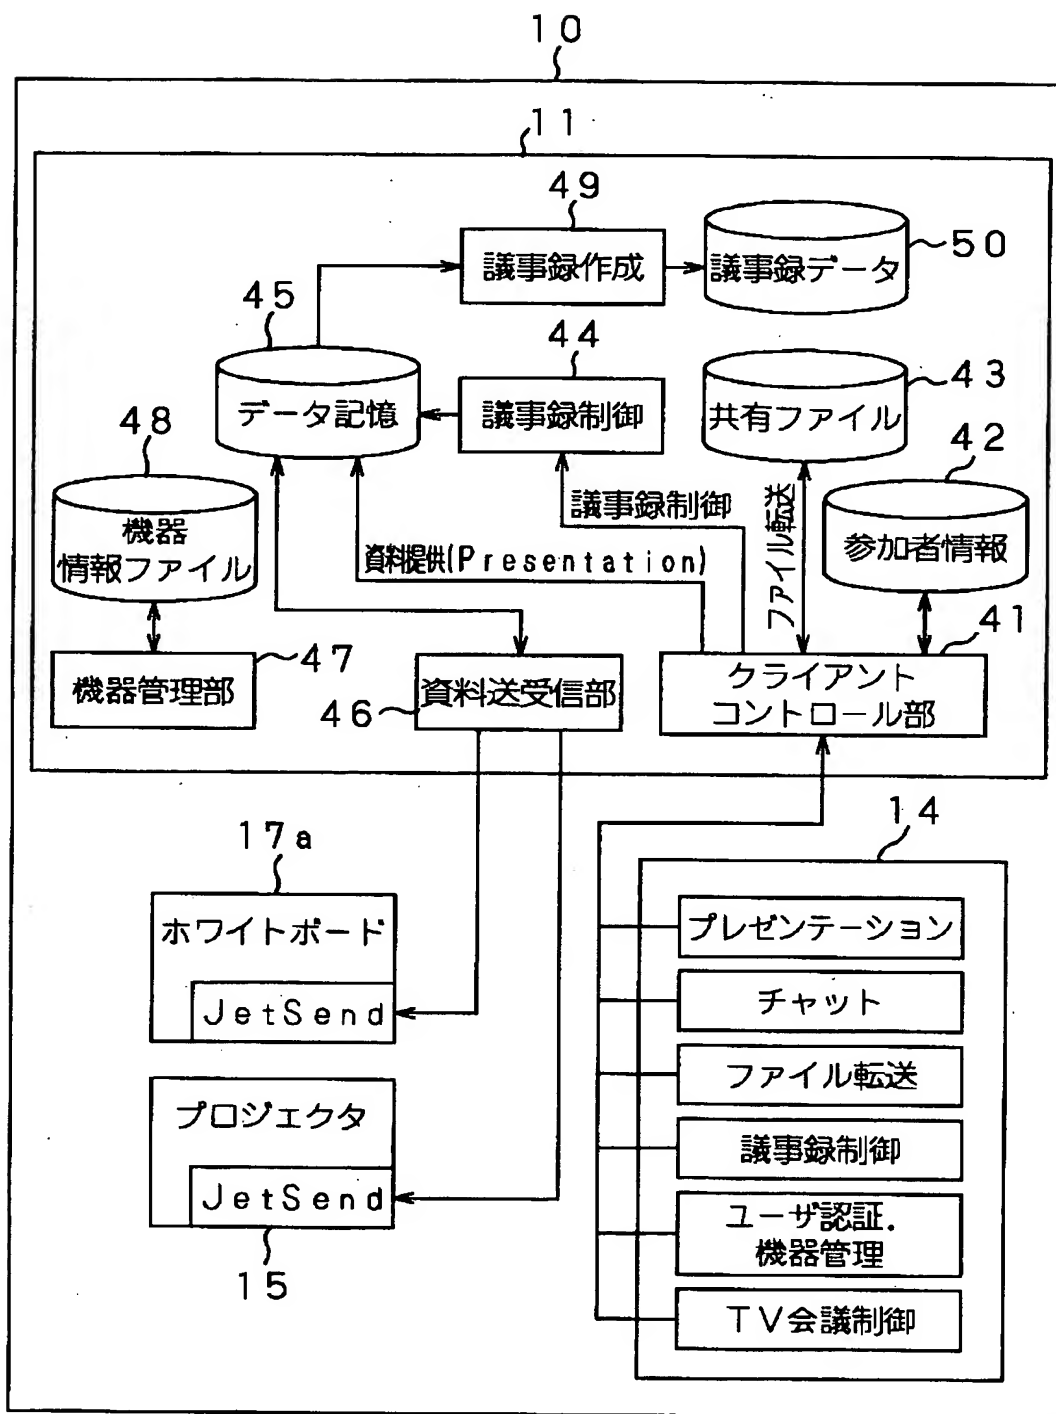 10
11
49
議事録作成
議事録データ
50
45
データ記憶
44
議事録制御
43
共有ファイル
48
機器
情報ファイル
42
参加者情報
議事録制御
ファイル転送
資料提供(Presentation)
47
機器管理部
46
資料送受信部
41
クライアント
コントロール部
17a
ホワイトボード
JetSend
プロジェクタ
JetSend
15
14
プレゼンテーション
チャット
ファイル転送
議事録制御
ユーザ認証.
機器管理
TV会議制御